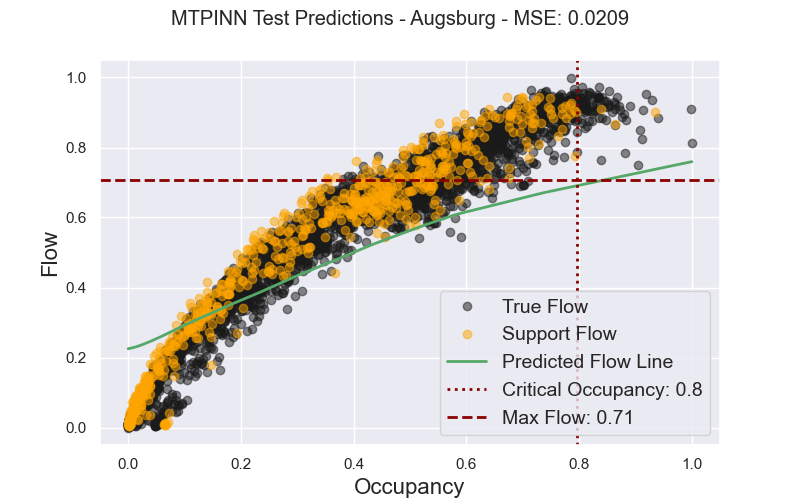 MTPINN Test Predictions - Augsburg - MSE: 0.0209
1.0
0.8
0.6
0.4
0.2
0.0
Flow
True Flow
Support Flow
Predicted Flow Line
Critical Occupancy: 0.8
Max Flow: 0.71
0.0 0.2 0.4 0.6 0.8 1.0
Occupancy